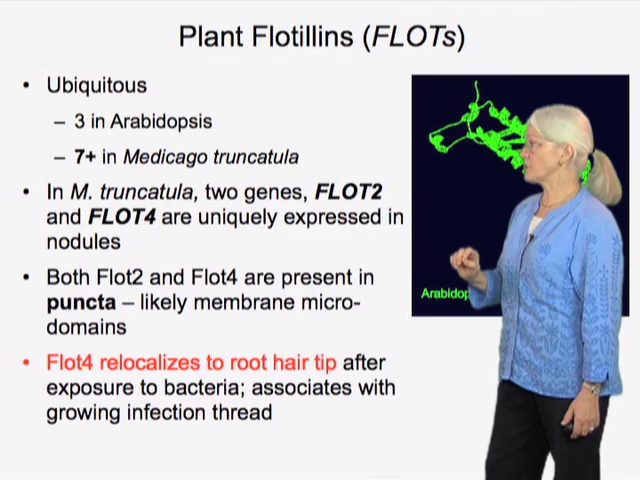 Plant Flotillins (FLOTs)
• Ubiquitous
– 3 in Arabidopsis
– 7+ in Medicago truncatula
• In M. truncatula, two genes, FLOT2
and FLOT4 are uniquely expressed in
nodules
• Both Flot2 and Flot4 are present in
puncta – likely membrane micro-
domains
• Flot4 relocalizes to root hair tip after
exposure to bacteria; associates with
growing infection thread